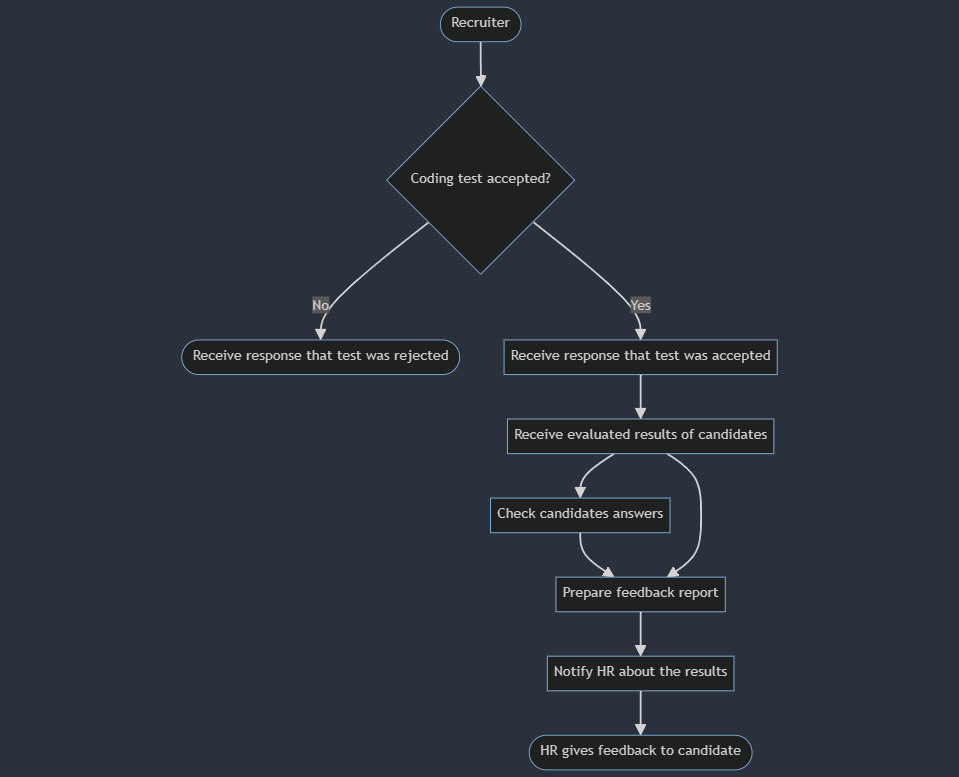 Recruiter
Coding test accepted?
No
Yes
Receive response that test was rejected
Receive response that test was accepted
Receive evaluated results of candidates
Check candidates answers
Prepare feedback report
Notify HR about the results
HR gives feedback to candidate